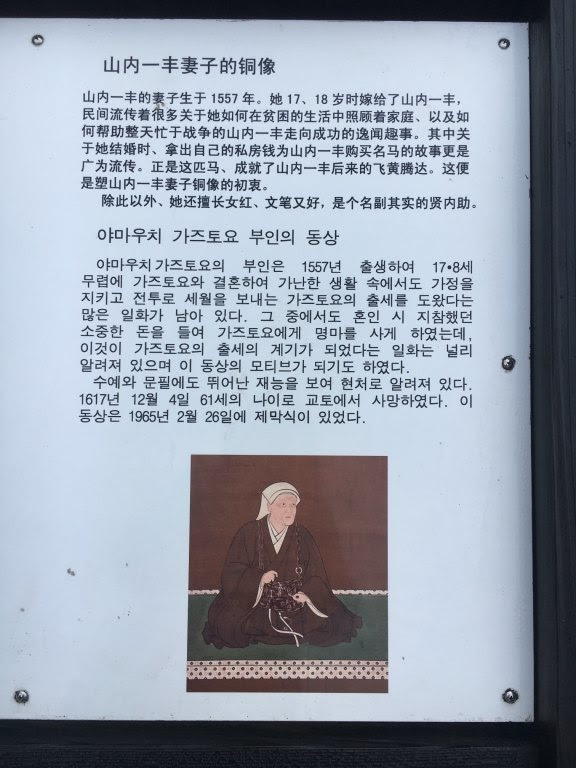 山内一丰妻子的铜像
山内一丰的妻子生于1557年。她17、18岁时嫁给了山内一丰，
民间流传着很多关于她如何在贫困的生活中照顾着家庭、以及如
何帮助整天忙于战争的山内一丰走向成功的逸闻趣事。其中关
于她结婚时、拿出自己的私房钱为山内一丰购买名马的故事更是
广为流传。正是这匹马、成就了山内一丰后来的飞黄腾达。这便
是塑山内一丰妻子铜像的初衷。
除此以外、她还擅长女红、文笔又好，是个名副其实的贤内助。
야마우치 가즈토요 부인의 동상
야마우치 가즈토요의 부인은 1557년 출생하여 17•8세
무렵에 가즈토요와 결혼하여 가난한 생활 속에서도 가정을
지키고 전투로 세월을 보내는 가즈토요의 출세를 도왔다는
많은 일화가 남아 있다. 그 중에서도 혼인 시 지참했던
소중한 돈을 들여 가즈토요에게 명마를 사게 하였는데,
이것이 가즈토요의 출세의 계기가 되었다는 일화는 널리
알려져 있으며 이 동상의 모티브가 되기도 하였다.
수예와 문필에도 뛰어난 재능을 보여 현처로 알려져 있다.
1617년 12월 4일 61세의 나이로 교토에서 사망하였다. 이
동상은 1965년 2월 26일에 제막식이 있었다.